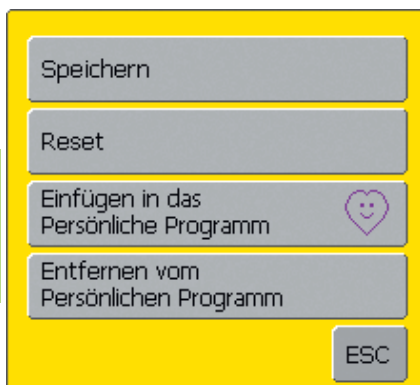 Speichern
Reset
Einfügen in das
Persönliche Programm
Entfernen vom
Persönlichen Programm
ESC